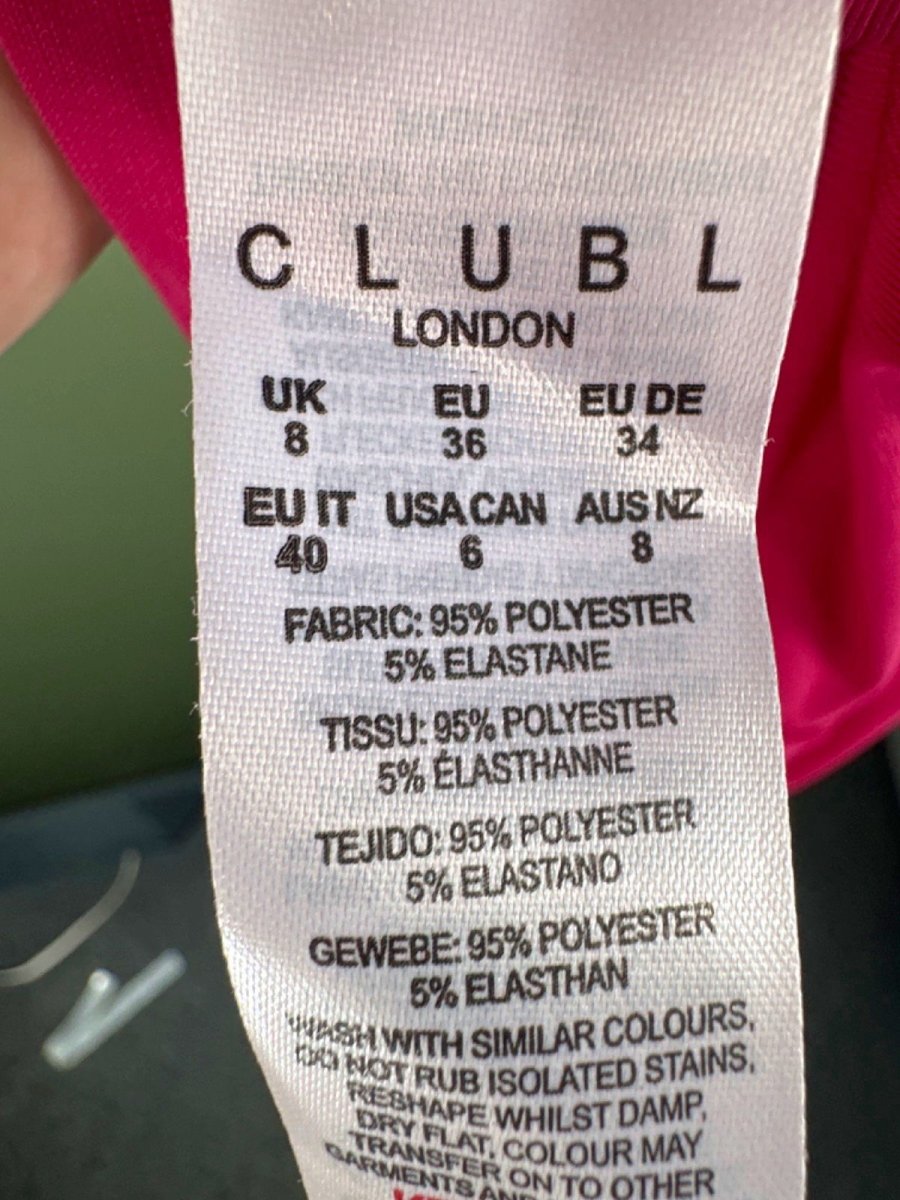 C L U B L
LONDON
UK EU EU DE
8 36 34
EU IT USA CAN AUS NZ
40 6 8
FABRIC: 95% POLYESTER
5% ELASTANE
TISSU: 95% POLYESTER
5% ÉLASTHANNE
TEJIDO: 95% POLYESTER
5% ELASTANO
GEWEBE: 95% POLYESTER
5% ELASTHAN
WASH WITH SIMILAR COLOURS,
DO NOT RUB ISOLATED STAINS,
RESHAPE WHILST DAMP,
DRY FLAT. COLOUR MAY
TRANSFER ON TO OTHER
GARMENTS AND